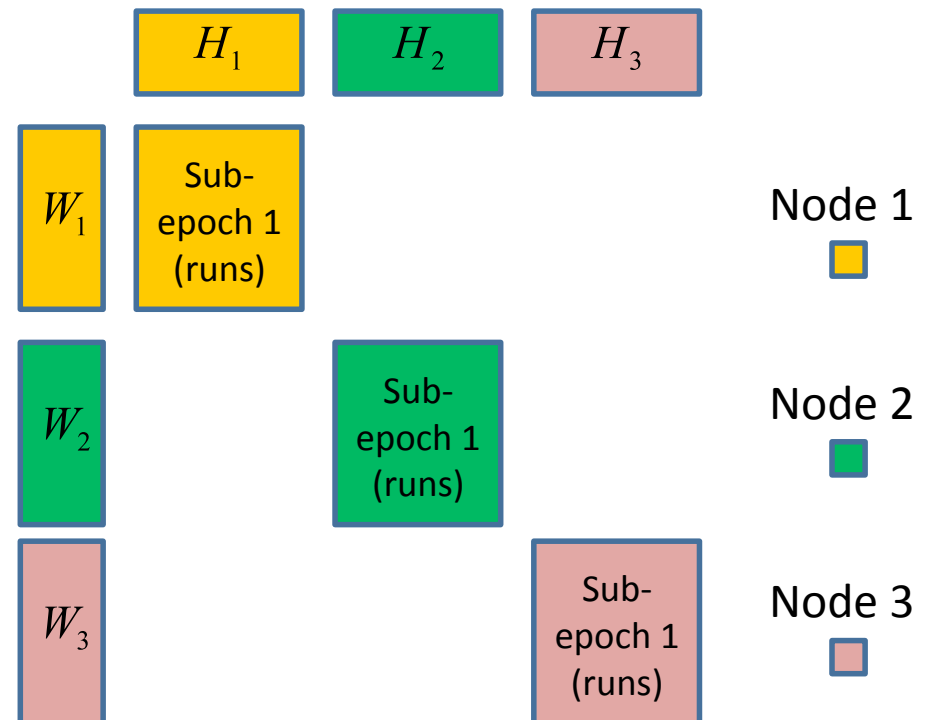 H₁ H₂ H₃
W₁
Sub-
epoch 1
(runs)
Node 1
W₂
Sub-
epoch 1
(runs)
Node 2
W₃
Sub-
epoch 1
(runs)
Node 3